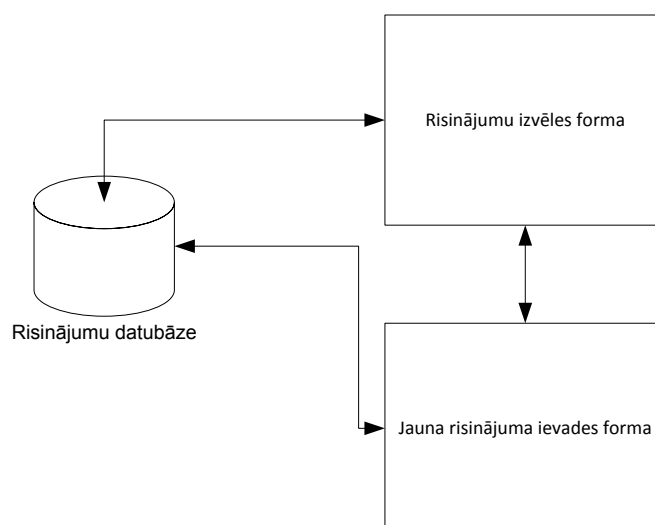 Risinājumu izvēles forma
Risinājumu datubāze
Jauna risinājuma ievades forma